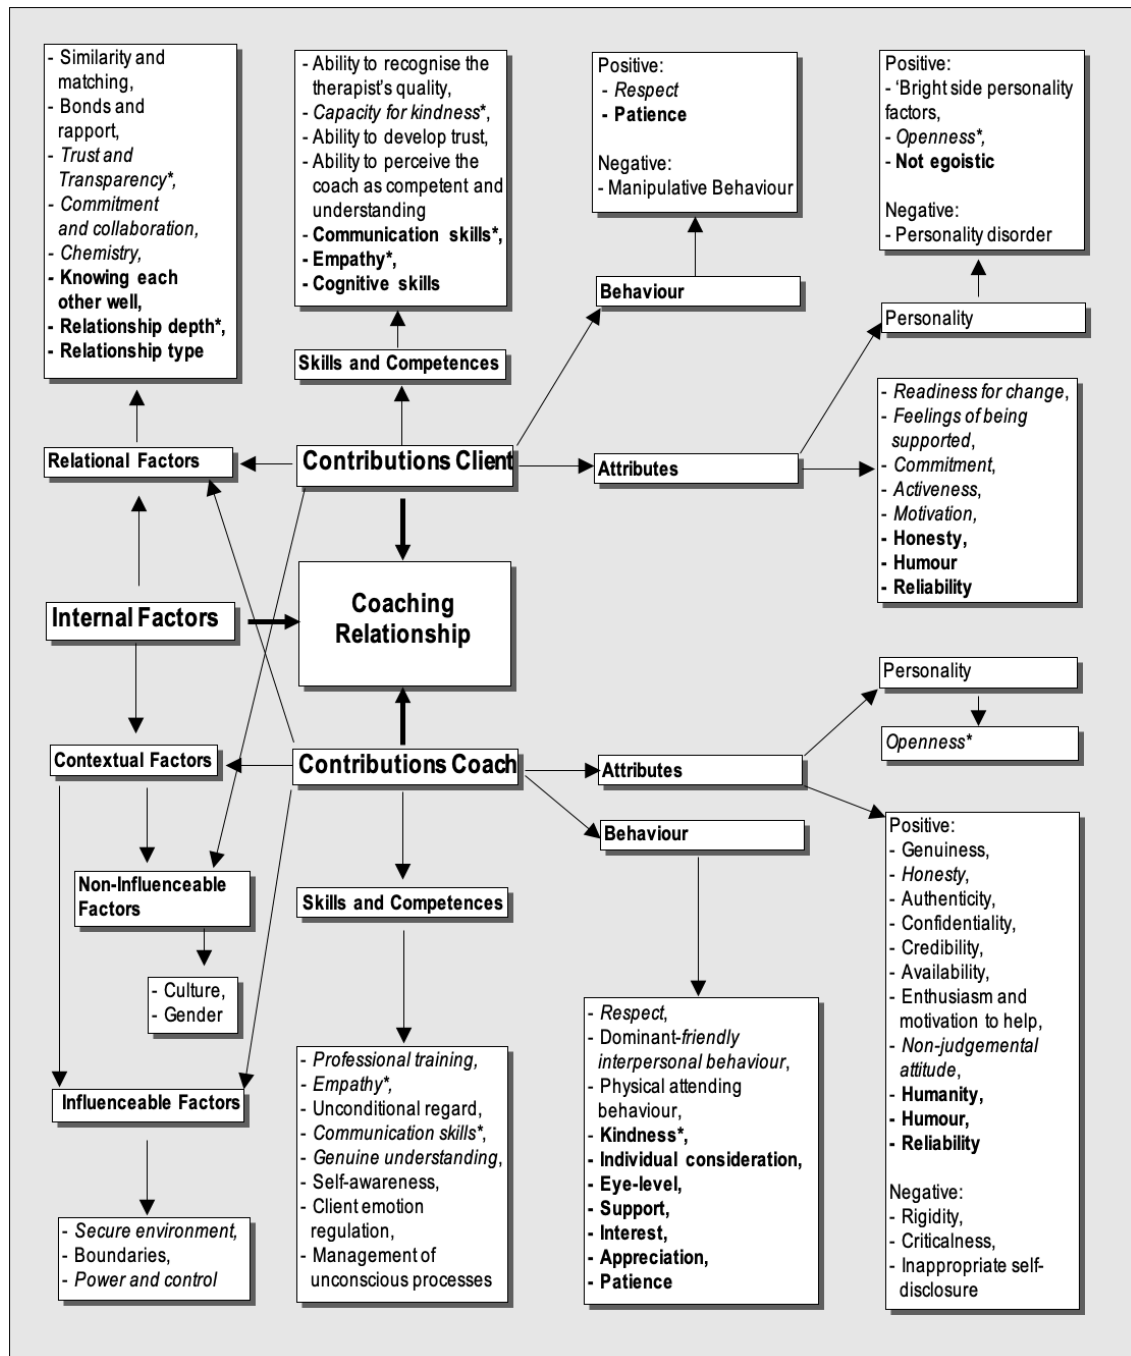 - Similarity and
matching,
- Bonds and
rapport,
- Trust and
Transparency*,
- Commitment
and collaboration,
- Chemistry,
- Knowing each
other well,
- Relationship depth*,
- Relationship type
- Ability to recognise the
therapist's quality,
- Capacity for kindness*,
- Ability to develop trust,
- Ability to perceive the
coach as competent and
understanding
- Communication skills*,
- Empathy*,
- Cognitive skills
Positive:
- Respect
- Patience
Negative:
- Manipulative Behaviour
Positive:
- 'Bright side personality
factors,
- Openness*,
- Not egoistic
Negative:
- Personality disorder
Behaviour
Personality
Skills and Competences
- Readiness for change,
- Feelings of being
supported,
- Commitment,
- Activeness,
- Motivation,
- Honesty,
- Humour
- Reliability
Relational Factors
Contributions Client
Attributes
Internal Factors
Coaching
Relationship
Personality
Openness*
Contextual Factors
Contributions Coach
Attributes
Behaviour
Positive:
- Genuiness,
- Honesty,
- Authenticity,
- Confidentiality,
- Credibility,
- Availability,
- Enthusiasm and
motivation to help,
- Non-judgemental
attitude,
- Humanity,
- Humour,
- Reliability
Negative:
- Rigidity,
- Criticalness,
- Inappropriate self-
disclosure
Non-Influenceable
Factors
Skills and Competences
- Culture,
- Gender
- Respect,
- Dominant-friendly
interpersonal behaviour,
- Physical attending
behaviour,
- Kindness*,
- Individual consideration,
- Eye-level,
- Support,
- Interest,
- Appreciation,
- Patience
- Professional training,
- Empathy*,
- Unconditional regard,
- Communication skills*,
- Genuine understanding,
- Self-awareness,
- Client emotion
regulation,
- Management of
unconscious processes
Influenceable Factors
- Secure environment,
- Boundaries,
- Power and control